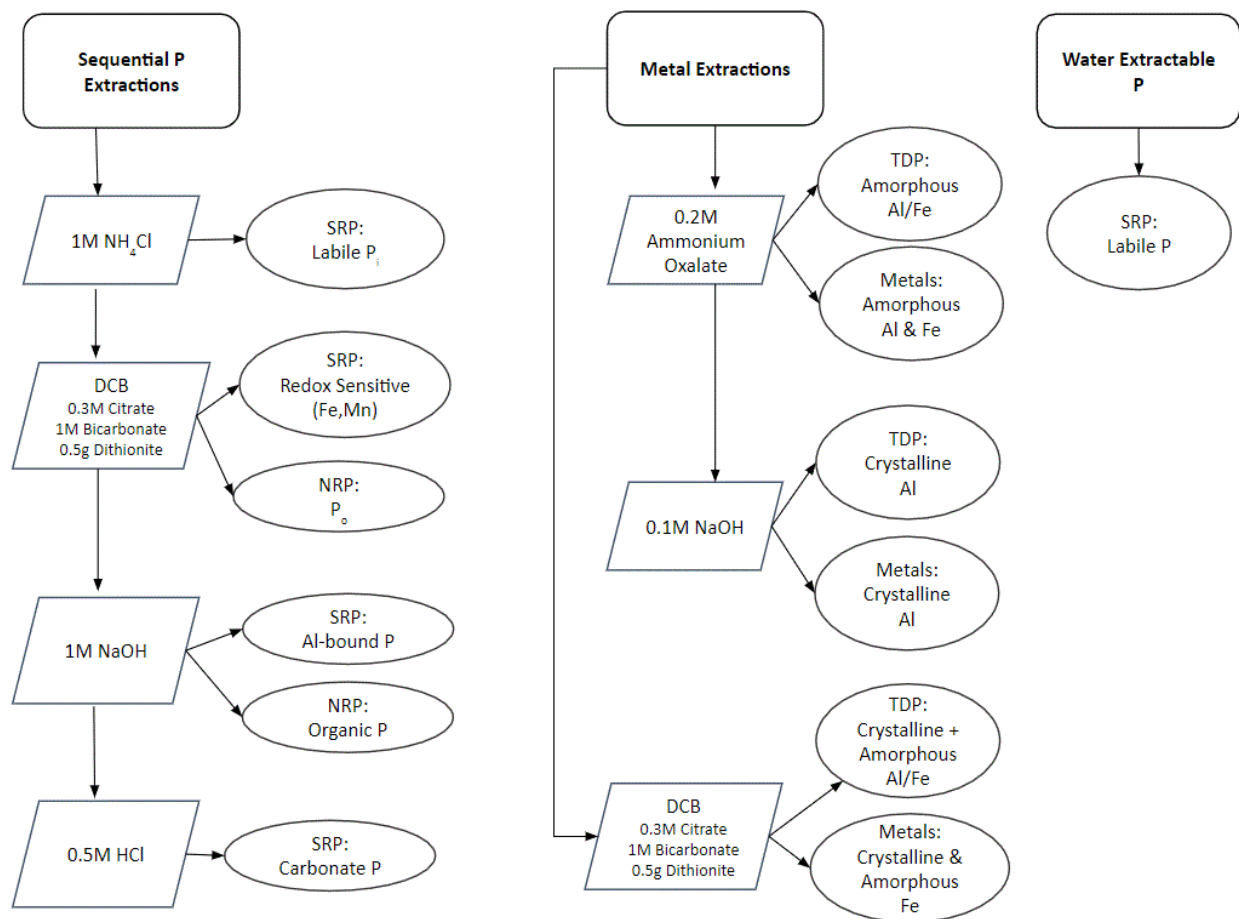 Sequential P
Extractions
1M NH₄Cl
SRP:
Labile Pᵢ
DCB
0.3M Citrate
1M Bicarbonate
0.5g Dithionite
SRP:
Redox Sensitive
(Fe,Mn)
NRP:
Pₒ
1M NaOH
SRP:
Al-bound P
NRP:
Organic P
0.5M HCl
SRP:
Carbonate P
Metal Extractions
0.2M
Ammonium
Oxalate
TDP:
Amorphous
Al/Fe
Metals:
Amorphous
Al & Fe
0.1M NaOH
TDP:
Crystalline
Al
Metals:
Crystalline
Al
DCB
0.3M Citrate
1M Bicarbonate
0.5g Dithionite
TDP:
Crystalline +
Amorphous
Al/Fe
Metals:
Crystalline &
Amorphous
Fe
Water Extractable
P
SRP:
Labile P